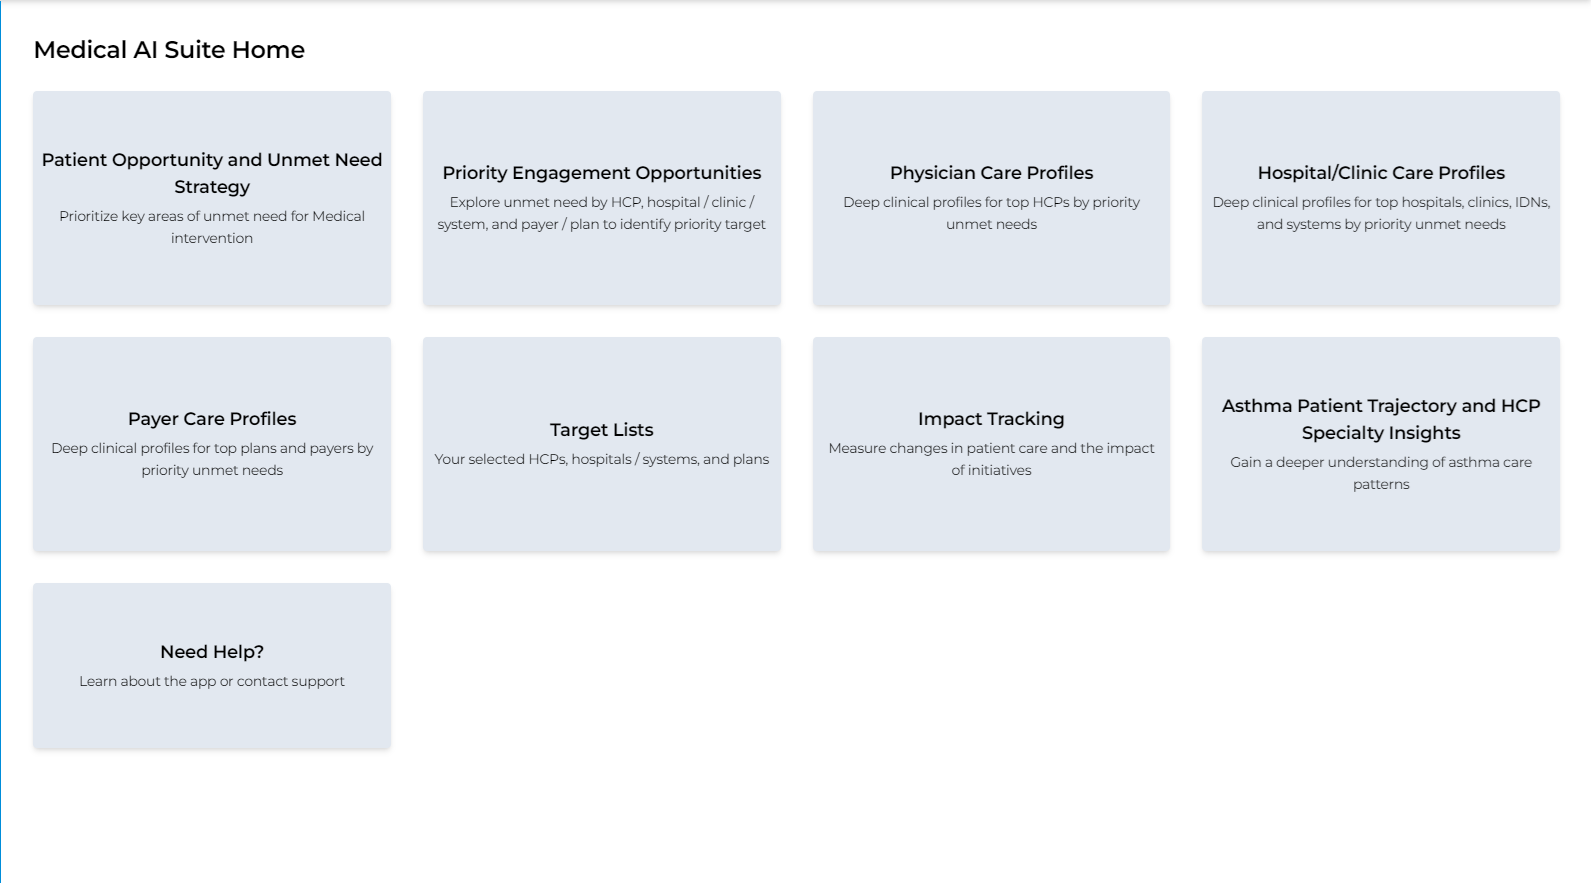 Medical AI Suite Home
Patient Opportunity and Unmet Need
Strategy
Prioritize key areas of unmet need for Medical
intervention
Priority Engagement Opportunities
Explore unmet need by HCP, hospital / clinic /
system, and payer / plan to identify priority target
Physician Care Profiles
Deep clinical profiles for top HCPs by priority
unmet needs
Hospital/Clinic Care Profiles
Deep clinical profiles for top hospitals, clinics, IDNs,
and systems by priority unmet needs
Payer Care Profiles
Deep clinical profiles for top plans and payers by
priority unmet needs
Target Lists
Your selected HCPs, hospitals / systems, and plans
Impact Tracking
Measure changes in patient care and the impact
of initiatives
Asthma Patient Trajectory and HCP
Specialty Insights
Gain a deeper understanding of asthma care
patterns
Need Help?
Learn about the app or contact support